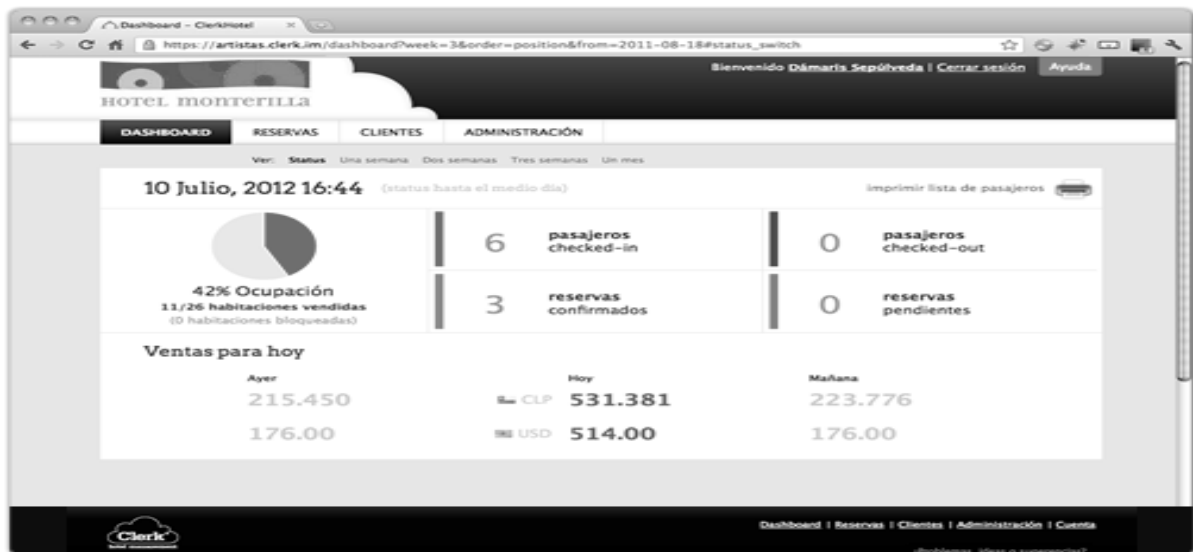 Dashboard - ClerkHotel
https://artistas.clerk.im/dashboard?week=3&order=position&from=2011-08-18#status_switch
Bienvenido Dámaris Sepúlveda | Cerrar sesión Ayuda
HOTEL MONTERILLA
DASHBOARD RESERVAS CLIENTES ADMINISTRACIÓN
Ver: Status Una semana Dos semanas Tres semanas Un mes
10 Julio, 2012 16:44 (status hasta el medio día) imprimir lista de pasajeros
6 pasajeros checked-in
0 pasajeros checked-out
42% Ocupación
11/26 habitaciones vendidas
(0 habitaciones bloqueadas)
3 reservas confirmados
0 reservas pendientes
Ventas para hoy
Ayer Hoy Mañana
215.450 CLP 531.381 223.776
176.00 USD 514.00 176.00
Clerk
Dashboard | Reservas | Clientes | Administración | Cuenta